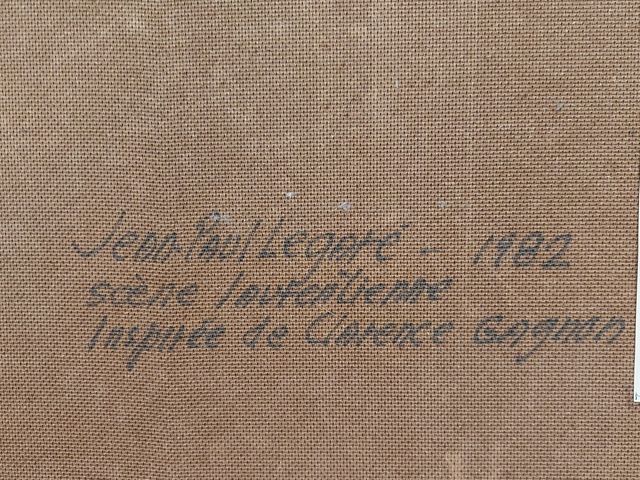 Jean-Paul Legaré - 1982
scène laurentienne
Inspirée de Clarence Gagnon